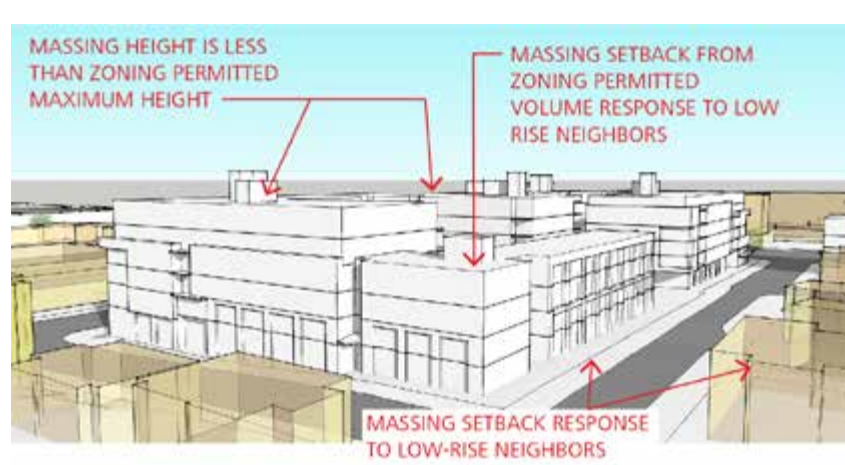 MASSING HEIGHT IS LESS
THAN ZONING PERMITTED
MAXIMUM HEIGHT
MASSING SETBACK FROM
ZONING PERMITTED
VOLUME RESPONSE TO LOW
RISE NEIGHBORS
MASSING SETBACK RESPONSE
TO LOW-RISE NEIGHBORS